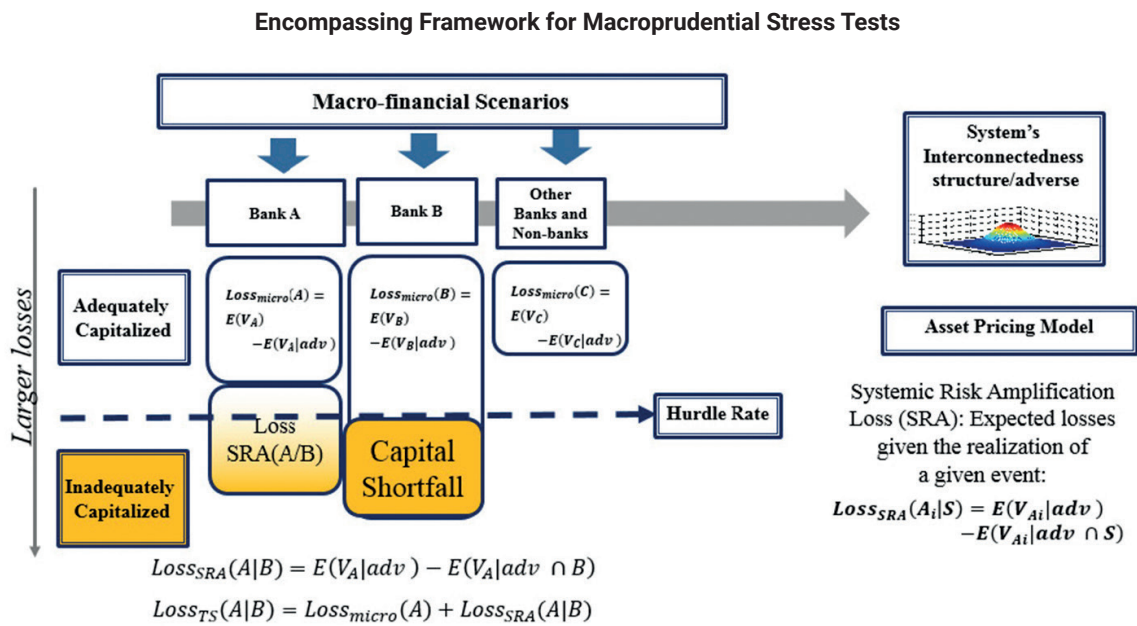 Encompassing Framework for Macroprudential Stress Tests
Macro-financial Scenarios
System's
Interconnectedness
structure/adverse
Bank A
Bank B
Other
Banks and
Non-banks
Larger losses
Adequately
Capitalized
Loss_micro(A) =
E(V_A)
−E(V_A|adv)
Loss_micro(B) =
E(V_B)
−E(V_B|adv)
Loss_micro(C) =
E(V_C)
−E(V_C|adv)
Asset Pricing Model
Hurdle Rate
Loss
SRA(A/B)
Capital
Shortfall
Inadequately
Capitalized
Systemic Risk Amplification
Loss (SRA): Expected losses
given the realization of
a given event:
Loss_SRA(A_i|S) = E(V_Ai|adv)
−E(V_Ai|adv ∩ S)
Loss_SRA(A|B) = E(V_A|adv) − E(V_A|adv ∩ B)
Loss_TS(A|B) = Loss_micro(A) + Loss_SRA(A|B)